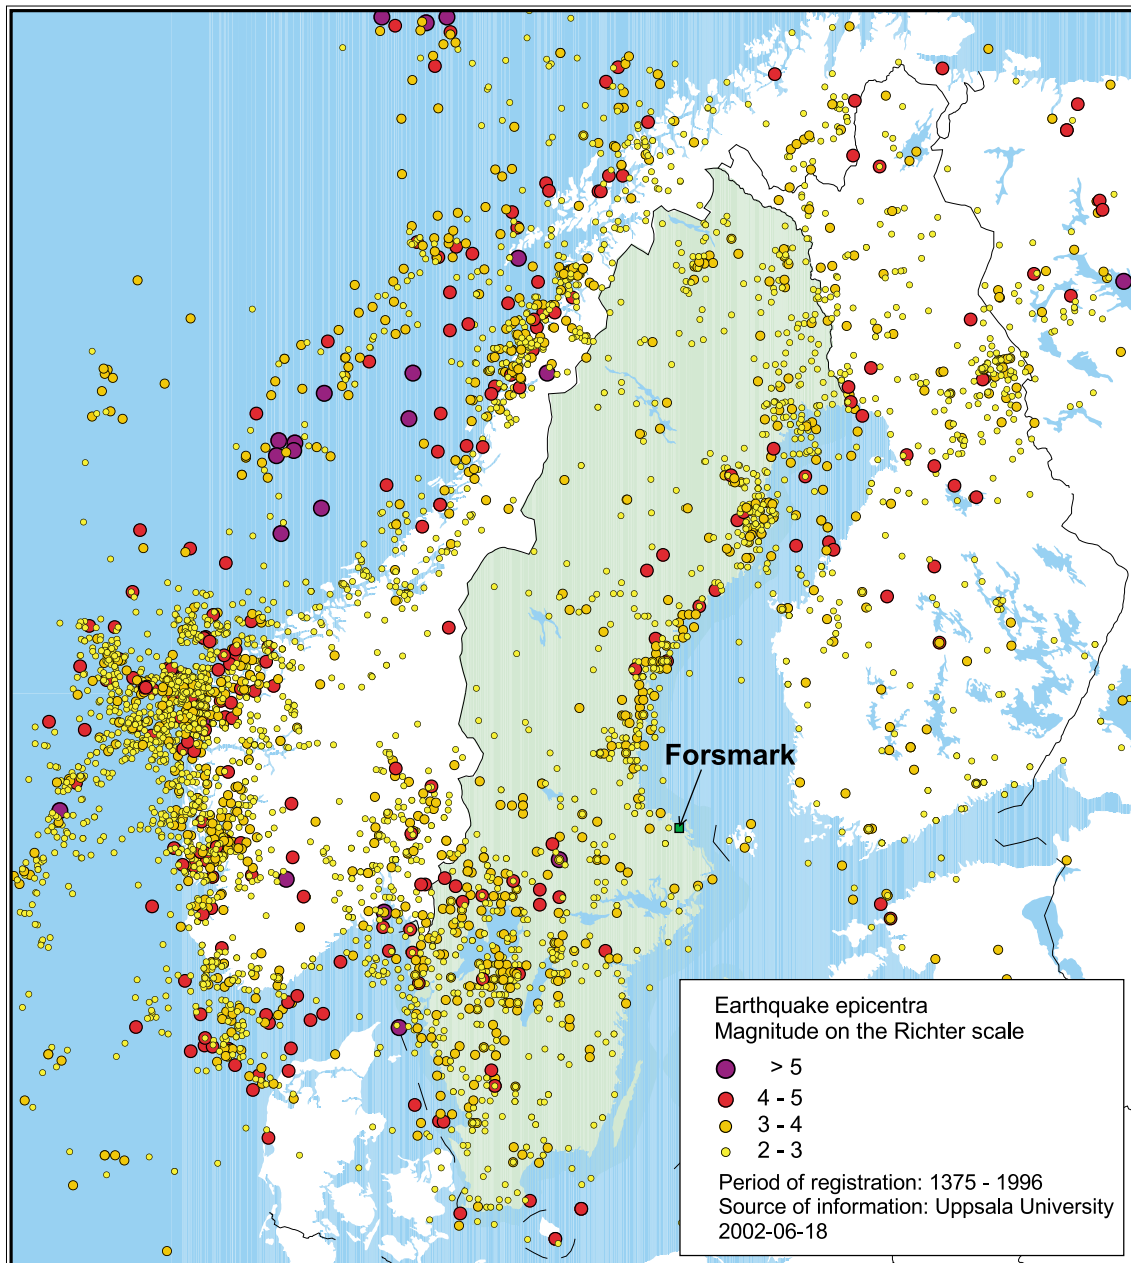 Forsmark
Earthquake epicentra
Magnitude on the Richter scale
> 5
4 - 5
3 - 4
2 - 3
Period of registration: 1375 - 1996
Source of information: Uppsala University
2002-06-18